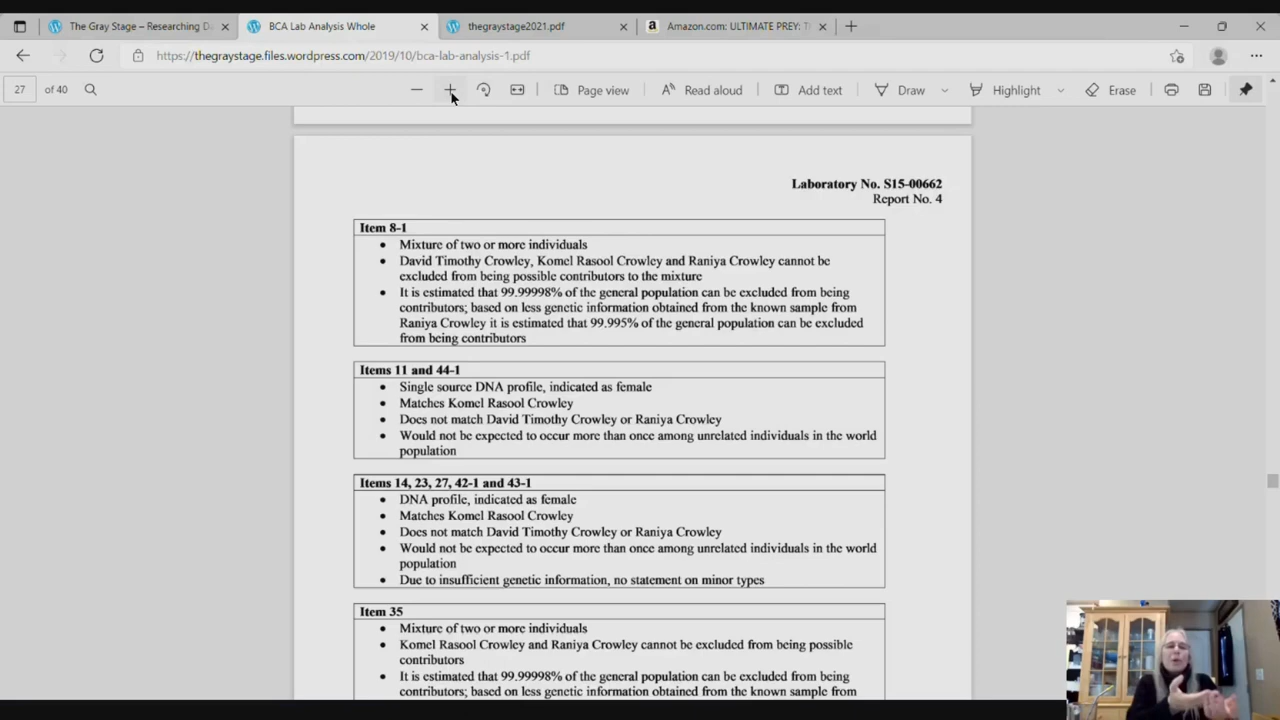 The Gray Stage – Researching Da
BCA Lab Analysis Whole
thegraystage2021.pdf
Amazon.com: ULTIMATE PREY: T
https://thegraystage.files.wordpress.com/2019/10/bca-lab-analysis-1.pdf
27 of 40
Page view
Read aloud
Add text
Draw
Highlight
Erase
Laboratory No. S15-00662
Report No. 4
Item 8-1
• Mixture of two or more individuals
• David Timothy Crowley, Komel Rasool Crowley and Raniya Crowley cannot be
excluded from being possible contributors to the mixture
• It is estimated that 99.99998% of the general population can be excluded from being
contributors; based on less genetic information obtained from the known sample from
Raniya Crowley it is estimated that 99.995% of the general population can be excluded
from being contributors
Items 11 and 44-1
• Single source DNA profile, indicated as female
• Matches Komel Rasool Crowley
• Does not match David Timothy Crowley or Raniya Crowley
• Would not be expected to occur more than once among unrelated individuals in the world
population
Items 14, 23, 27, 42-1 and 43-1
• DNA profile, indicated as female
• Matches Komel Rasool Crowley
• Does not match David Timothy Crowley or Raniya Crowley
• Would not be expected to occur more than once among unrelated individuals in the world
population
• Due to insufficient genetic information, no statement on minor types
Item 35
• Mixture of two or more individuals
• Komel Rasool Crowley and Raniya Crowley cannot be excluded from being possible
contributors
• It is estimated that 99.99998% of the general population can be excluded from being
contributors; based on less genetic information obtained from the known sample from